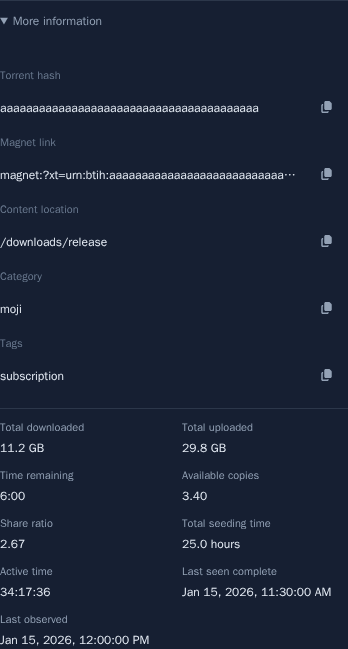 More information
Torrent hash
aaaaaaaaaaaaaaaaaaaaaaaaaaaaaaaaaaaaaaaa
Magnet link
magnet:?xt=urn:btih:aaaaaaaaaaaaaaaaaaaaaaaaaaa…
Content location
/downloads/release
Category
moji
Tags
subscription
Total downloaded
Total uploaded
11.2 GB
29.8 GB
Time remaining
Available copies
6:00
3.40
Share ratio
Total seeding time
2.67
25.0 hours
Active time
Last seen complete
34:17:36
Jan 15, 2026, 11:30:00 AM
Last observed
Jan 15, 2026, 12:00:00 PM